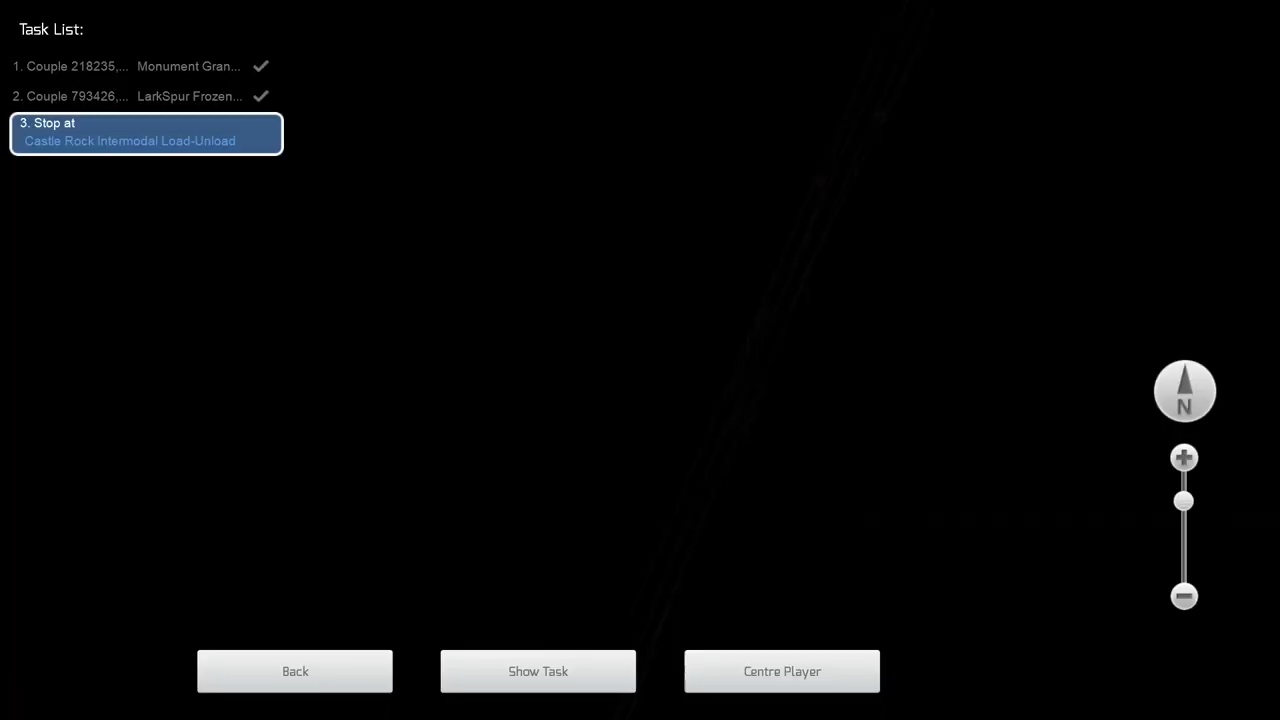 Task List:
1. Couple 218235,... Monument Gran...
2. Couple 793426,... LarkSpur Frozen...
3. Stop at
Castle Rock Intermodal Load-Unload
N
Back Show Task Centre Player